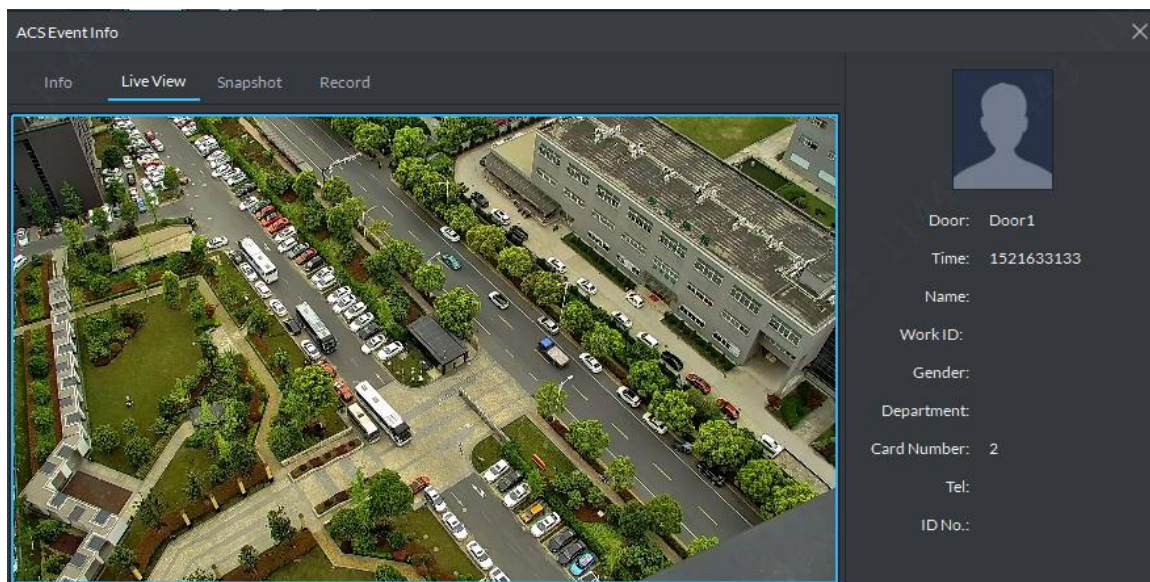 ACS Event Info
Info Live View Snapshot Record
Door: Door1
Time: 1521633133
Name:
Work ID:
Gender:
Department:
Card Number: 2
Tel:
ID No.: